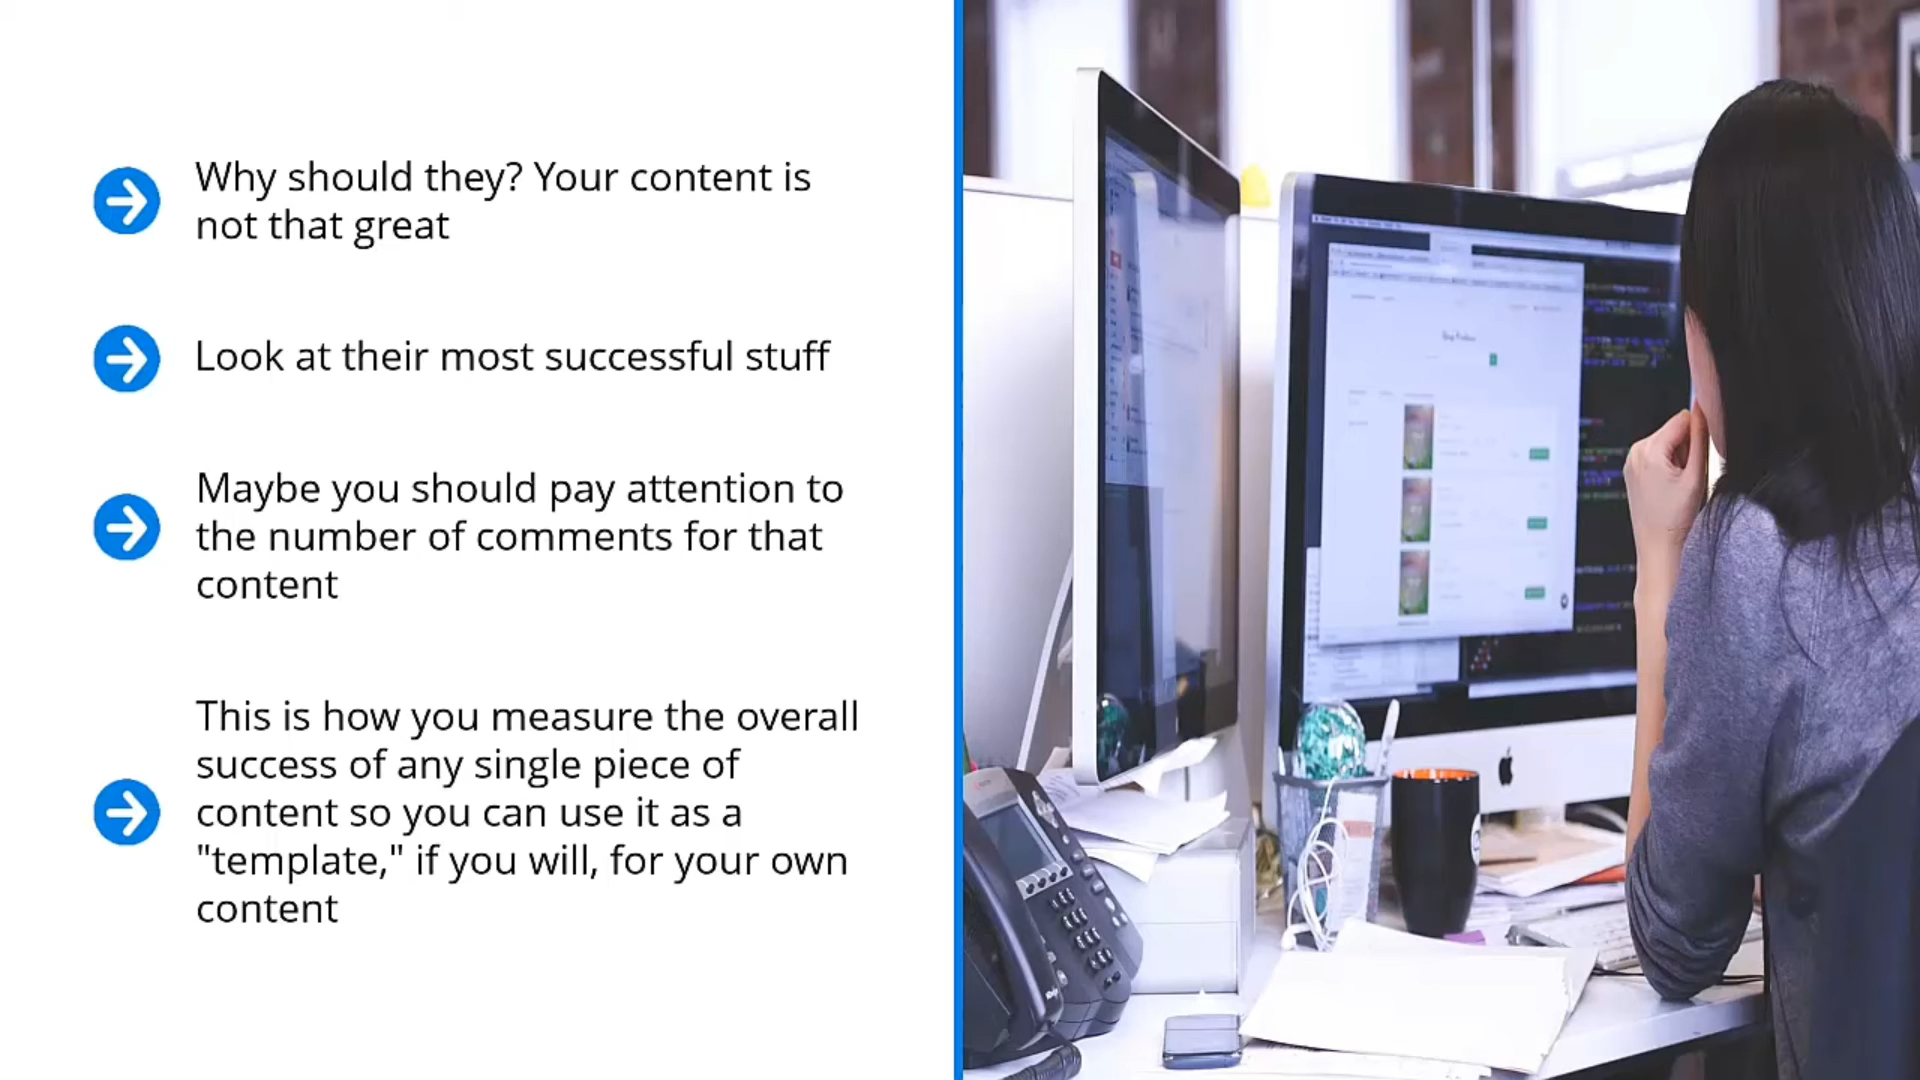 Why should they? Your content is
not that great
Look at their most successful stuff
Maybe you should pay attention to
the number of comments for that
content
This is how you measure the overall
success of any single piece of
content so you can use it as a
"template," if you will, for your own
content